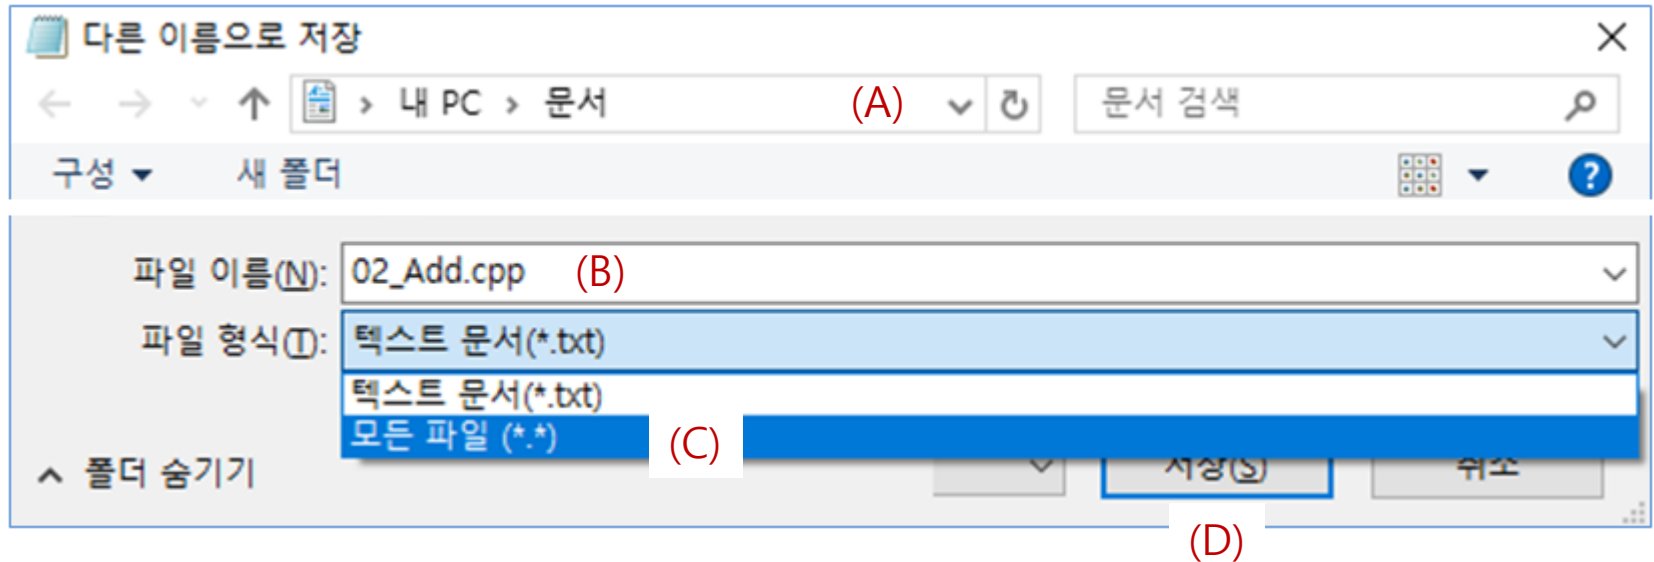 다른 이름으로 저장
내 PC > 문서 (A) 문서 검색
구성 새 폴더
파일 이름(N): 02_Add.cpp (B)
파일 형식(T): 텍스트 문서(*.txt)
텍스트 문서(*.txt)
모든 파일 (*.*) (C)
폴더 숨기기 저장(S) 취소
(D)